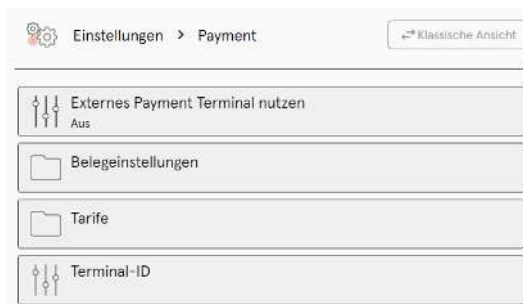 Einstellungen > Payment
Klassische Ansicht
Externes Payment Terminal nutzen
Aus
Belegeinstellungen
Tarife
Terminal-ID